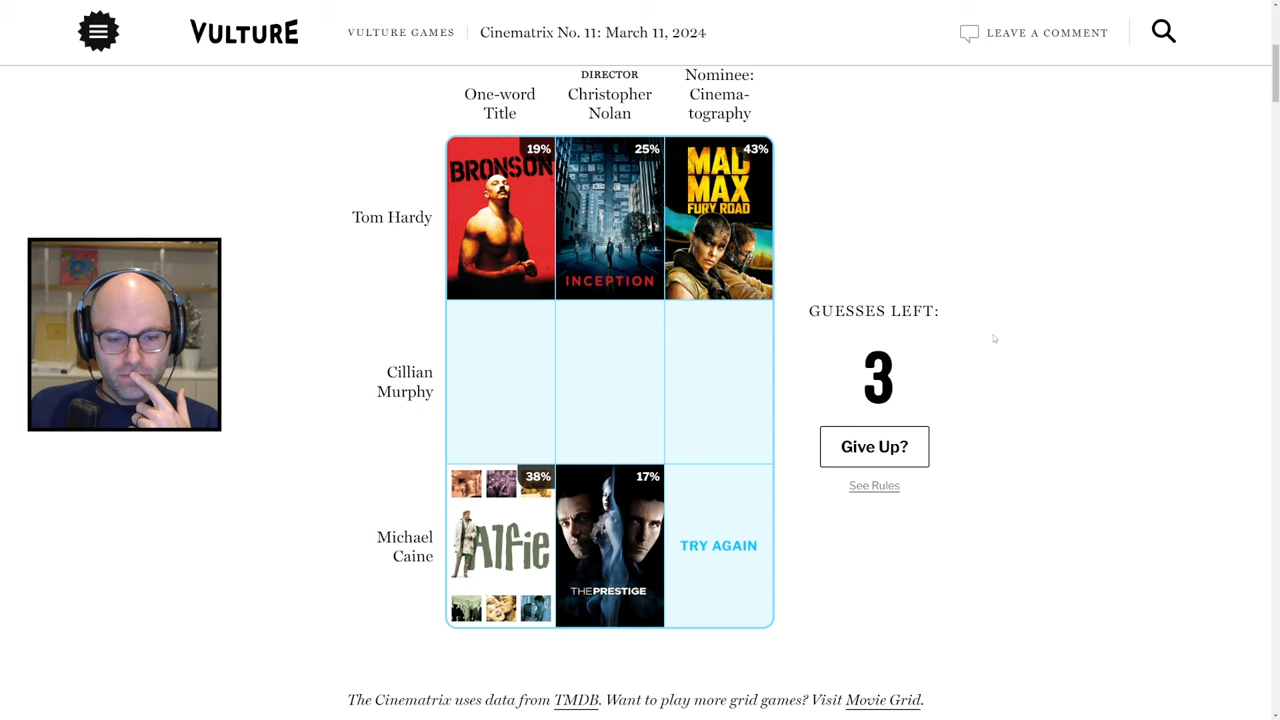 VULTURE
VULTURE GAMES
Cinematrix No. 11: March 11, 2024
LEAVE A COMMENT
One-word
Title
DIRECTOR
Christopher
Nolan
Nominee:
Cinema-
tography
Tom Hardy
19%
BRONSON
25%
INCEPTION
43%
MAD
MAX
FURY ROAD
Cillian
Murphy
Michael
Caine
38%
Alfie
17%
THE PRESTIGE
TRY AGAIN
GUESSES LEFT:
3
Give Up?
See Rules
The Cinematrix uses data from TMDB. Want to play more grid games? Visit Movie Grid.